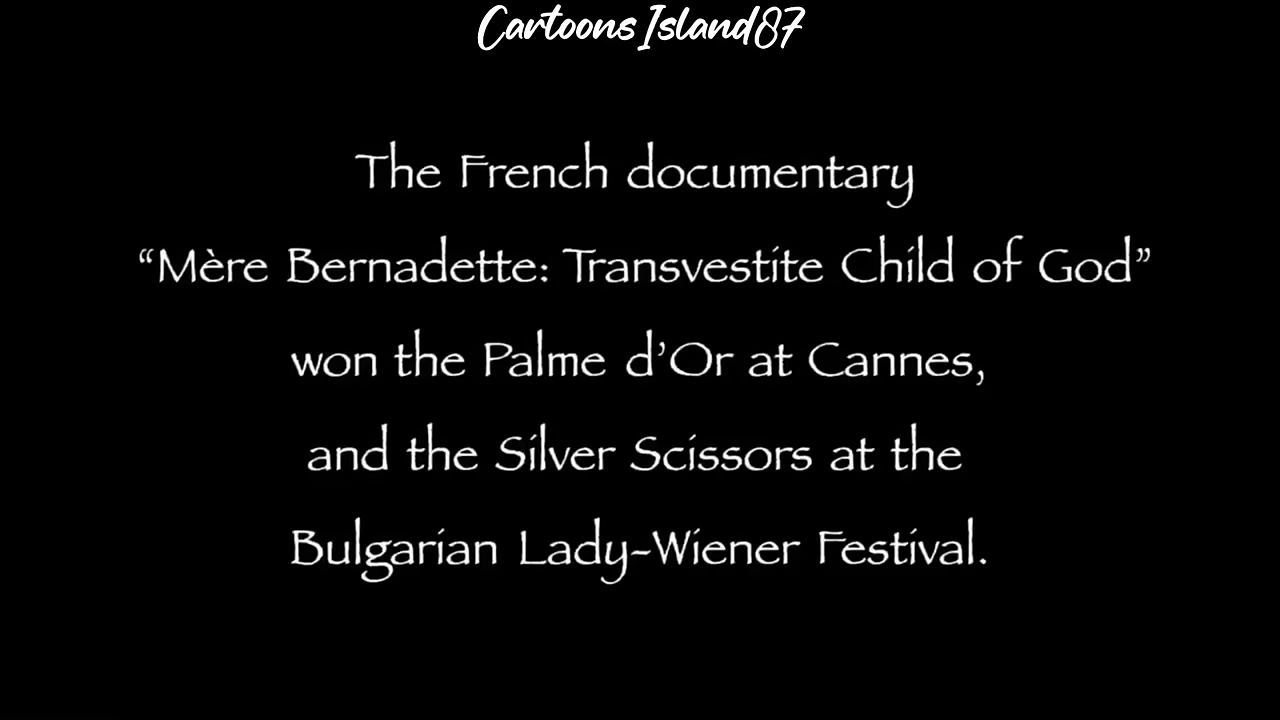 Cartoons Island87
The French documentary
“Mère Bernadette: Transvestite Child of God”
won the Palme d’Or at Cannes,
and the Silver Scissors at the
Bulgarian Lady-Wiener Festival.